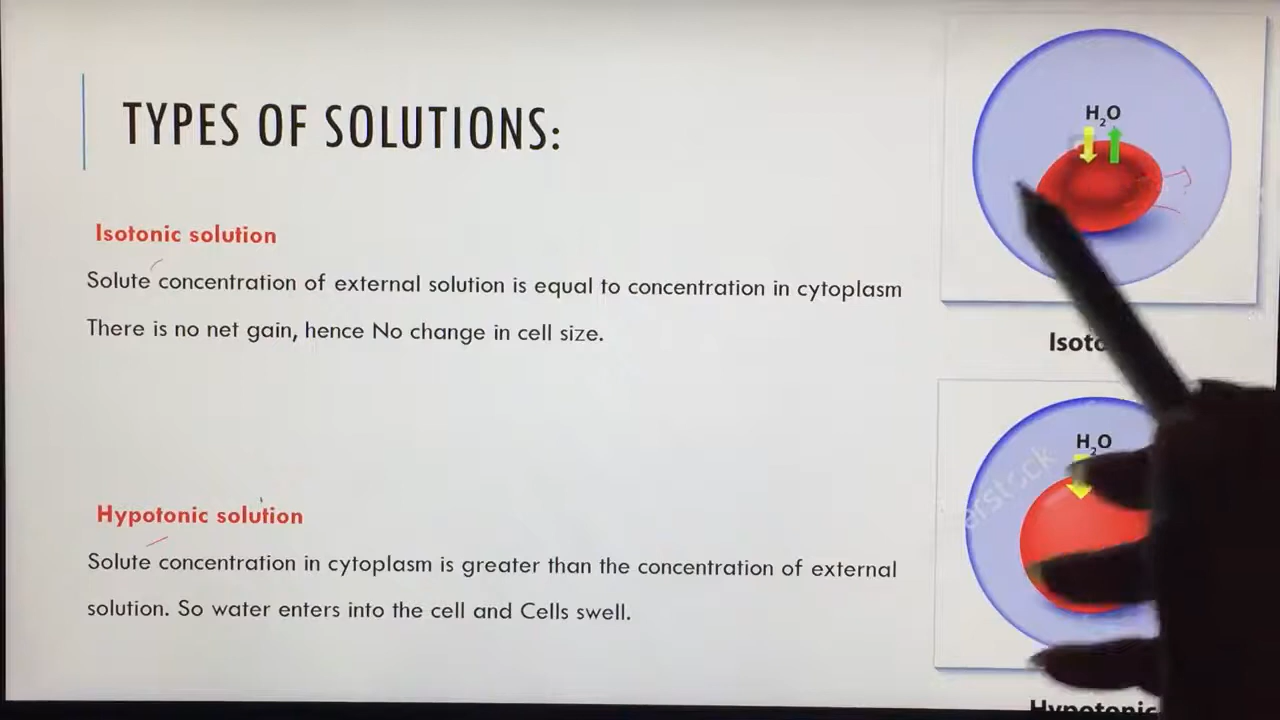 TYPES OF SOLUTIONS:
Isotonic solution
Solute concentration of external solution is equal to concentration in cytoplasm
There is no net gain, hence No change in cell size.
H₂O
Hypotonic solution
Solute concentration in cytoplasm is greater than the concentration of external
solution. So water enters into the cell and Cells swell.
H₂O
Hypotonic